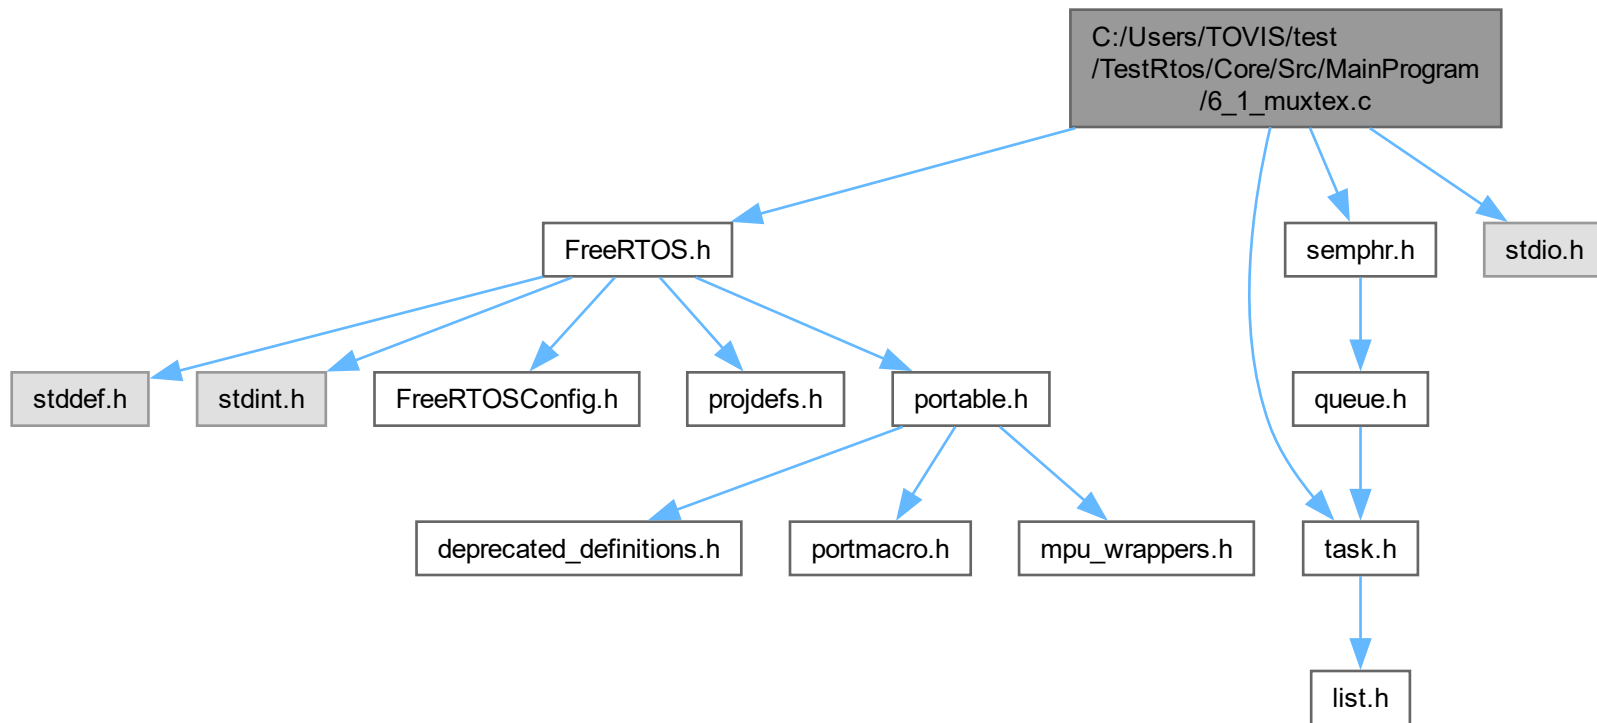 C:/Users/TOVIS/test
/TestRtos/Core/Src/MainProgram
/6_1_muxtex.c
FreeRTOS.h
semphr.h
stdio.h
stddef.h
stdint.h
FreeRTOSConfig.h
projdefs.h
portable.h
queue.h
deprecated_definitions.h
portmacro.h
mpu_wrappers.h
task.h
list.h